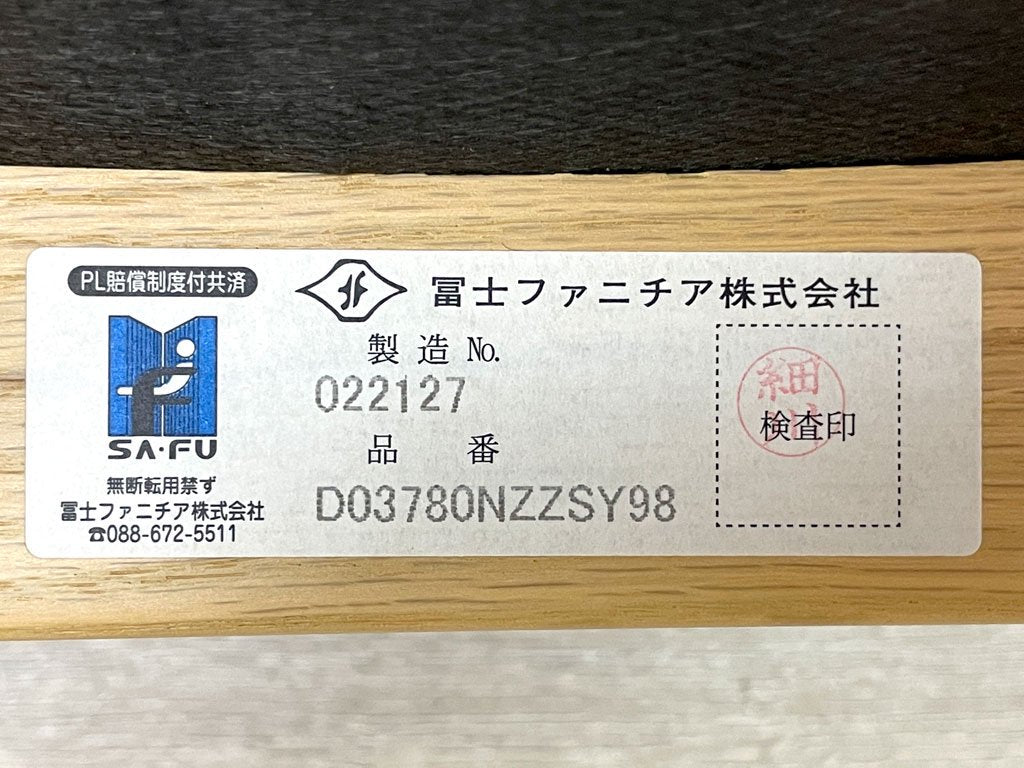 PL賠償制度付共済
SA・FU
無断転用禁ず
冨士ファニチア株式会社
☎088-672-5511
冨士ファニチア株式会社
製造 No.
022127
品番
D03780NZZSY98
細川
検査印